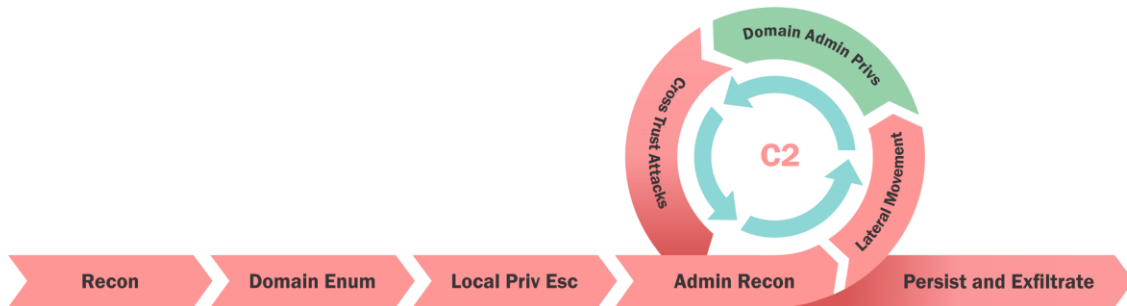 Domain Admin Privs
Cross Trust Attacks
C2
Lateral Movement
Recon
Domain Enum
Local Priv Esc
Admin Recon
Persist and Exfiltrate